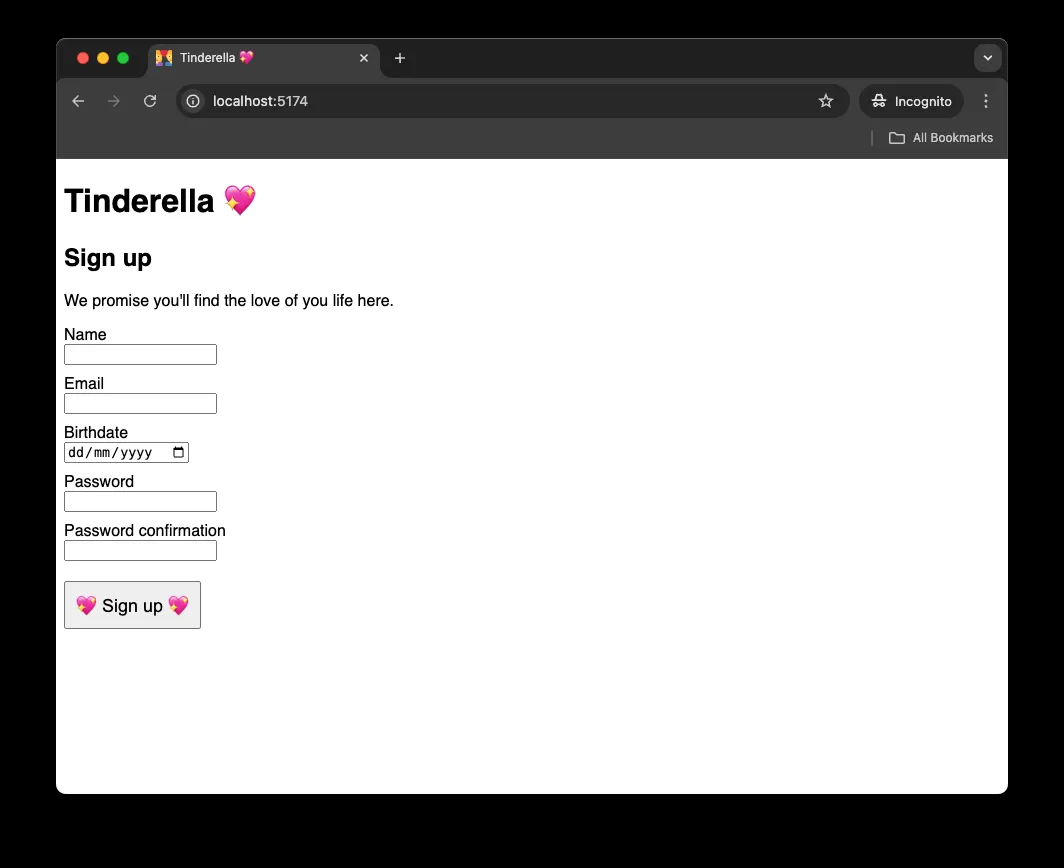 Tinderella 💖
localhost:5174
Incognito
All Bookmarks
Tinderella 💖
Sign up
We promise you'll find the love of you life here.
Name
Email
Birthdate
dd/mm/yyyy
Password
Password confirmation
💖 Sign up 💖